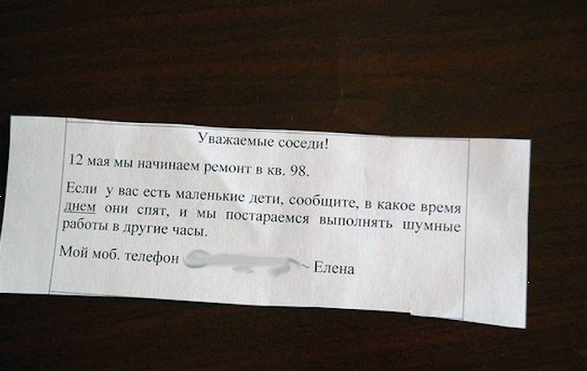 Уважаемые соседи!
12 мая мы начинаем ремонт в кв. 98.
Если у вас есть маленькие дети, сообщите, в какое время
днем они спят, и мы постараемся выполнять шумные
работы в другие часы.
Мой моб. телефон - Елена